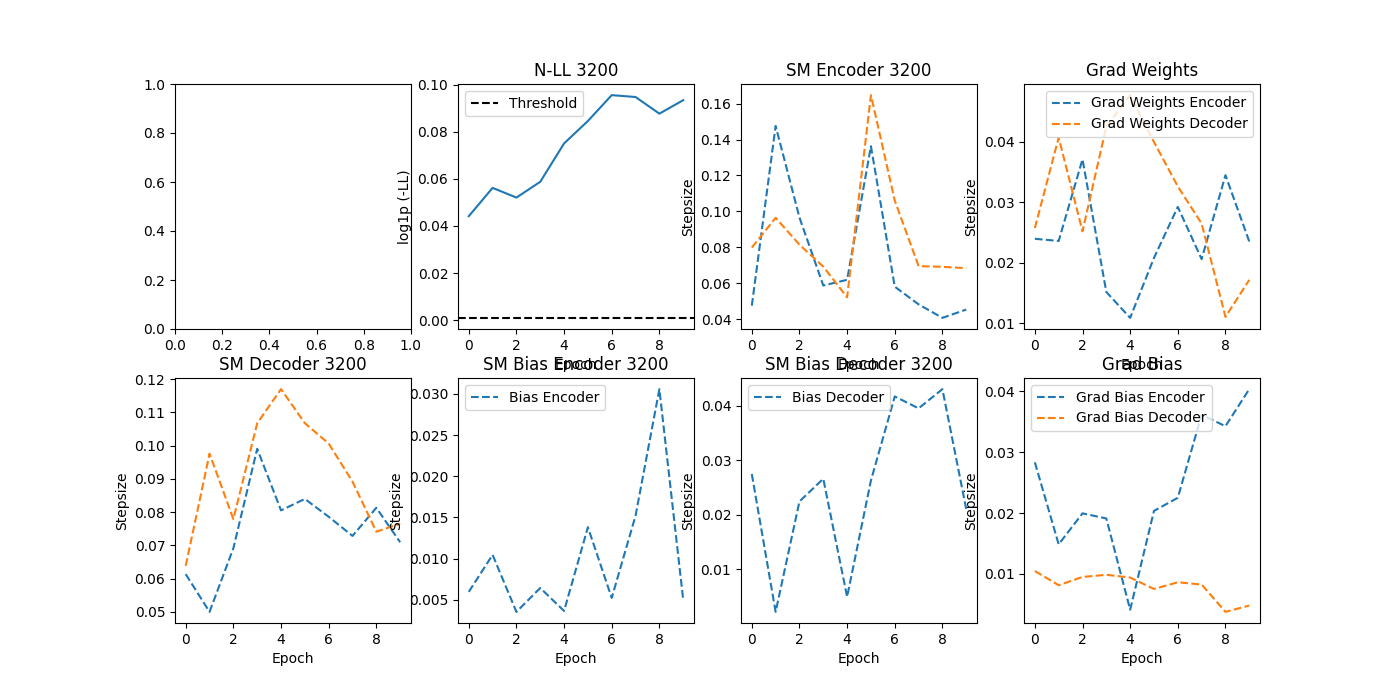 N-LL 3200
SM Encoder 3200
Grad Weights
1.0
0.8
0.6
0.4
0.2
0.0
0.0 0.2 0.4 0.6 0.8 1.0
log1p (-LL)
0.10
0.08
0.06
0.04
0.02
0.00
Threshold
0 2 4 6 8
Epoch
Stepsize
0.16
0.14
0.12
0.10
0.08
0.06
0.04
0 2 4 6 8
Epoch
Stepsize
0.04
0.03
0.02
0.01
Grad Weights Encoder
Grad Weights Decoder
0 2 4 6 8
Epoch
SM Decoder 3200
SM Bias Encoder 3200
SM Bias Decoder 3200
Grad Bias
Stepsize
0.12
0.11
0.10
0.09
0.08
0.07
0.06
0.05
0 2 4 6 8
Epoch
Stepsize
0.030
0.025
0.020
0.015
0.010
0.005
Bias Encoder
0 2 4 6 8
Epoch
Stepsize
0.04
0.03
0.02
0.01
Bias Decoder
0 2 4 6 8
Epoch
Stepsize
0.04
0.03
0.02
0.01
Grad Bias Encoder
Grad Bias Decoder
0 2 4 6 8
Epoch